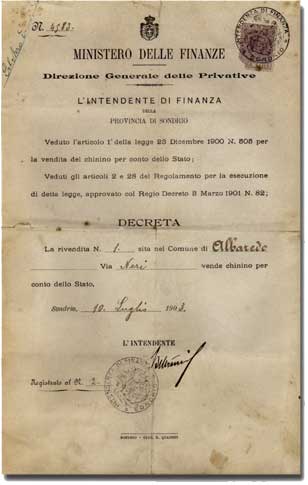 N. 4583.
MINISTERO DELLE FINANZE
Direzione Generale delle Privative
L'INTENDENTE DI FINANZA
DELLA
PROVINCIA DI SONDRIO
Veduto l'articolo 1° della legge 23 Dicembre 1900 N. 505 per
la vendita del chinino per conto dello Stato;
Veduti gli articoli 2 e 28 del Regolamento per la esecuzione
di detta legge, approvato col Regio Decreto 3 Marzo 1901 N. 82;
DECRETA
La rivendita N. 1. sita nel Comune di Albaredo
Via Neri vende chinino per
conto dello Stato.
Sondrio, 10 Luglio 1903.
L'INTENDENTE
Registrato al N. 2.